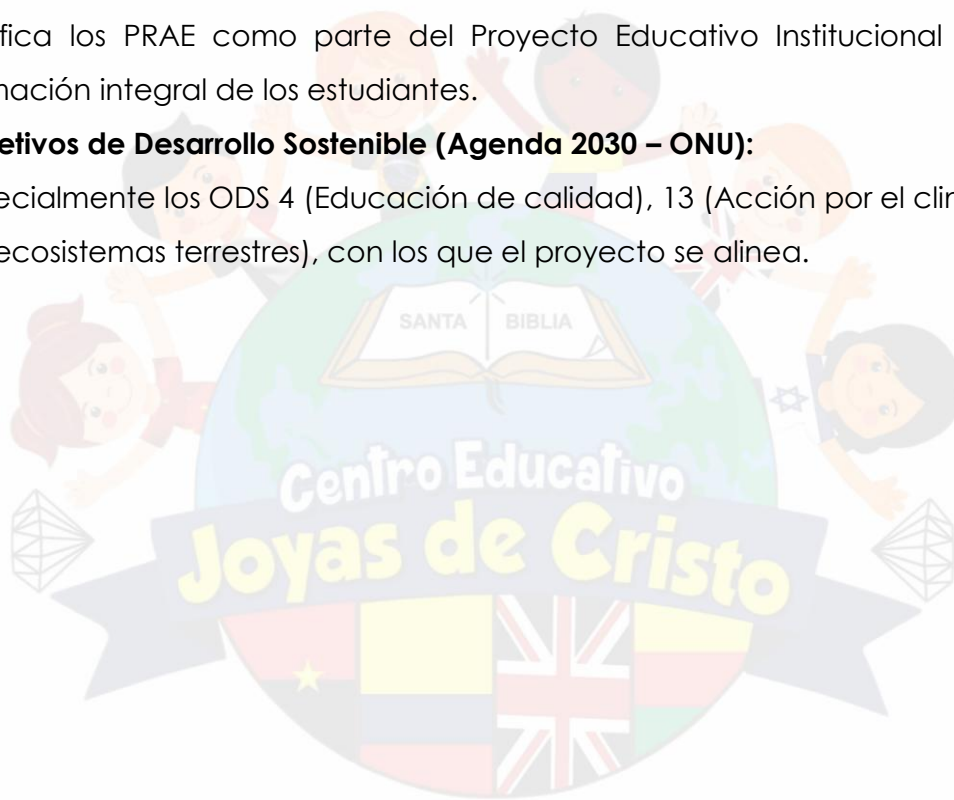 fica los PRAE como parte del Proyecto Educativo Institucional
mación integral de los estudiantes.
etivos de Desarrollo Sostenible (Agenda 2030 – ONU):
ecialmente los ODS 4 (Educación de calidad), 13 (Acción por el cli
ecosistemas terrestres), con los que el proyecto se alinea.
SANTA BIBLIA
Centro Educativo
Joyas de Cristo